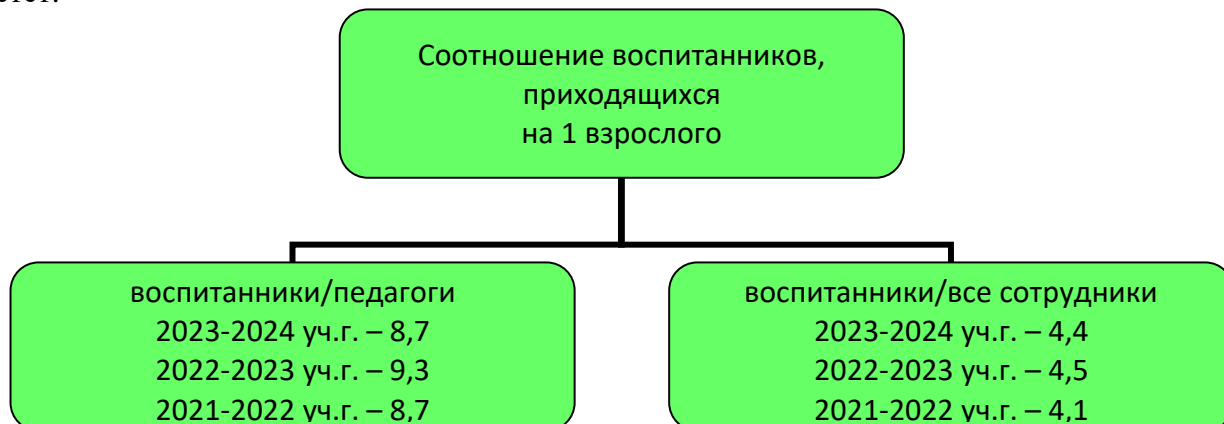 Соотношение воспитанников,
приходящихся
на 1 взрослого
воспитанники/педагоги
2023-2024 уч.г. – 8,7
2022-2023 уч.г. – 9,3
2021-2022 уч.г. – 8,7
воспитанники/все сотрудники
2023-2024 уч.г. – 4,4
2022-2023 уч.г. – 4,5
2021-2022 уч.г. – 4,1